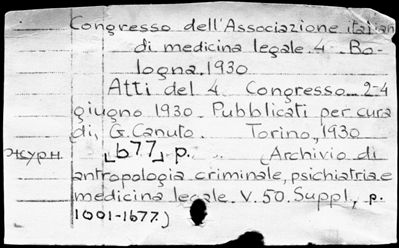 Congresso dell'Associazione italian
di medicina legale. 4 Bo-
logna, 1930
Atti del 4 Congresso 2-4
giugno 1930. Pubblicati per cura
di G. Canuto. Torino, 1930
журн. 677 p. (Archivio di
antropologia criminale, psichiatria e
medicina legale. V. 50. Suppl., p.
1001-1677)